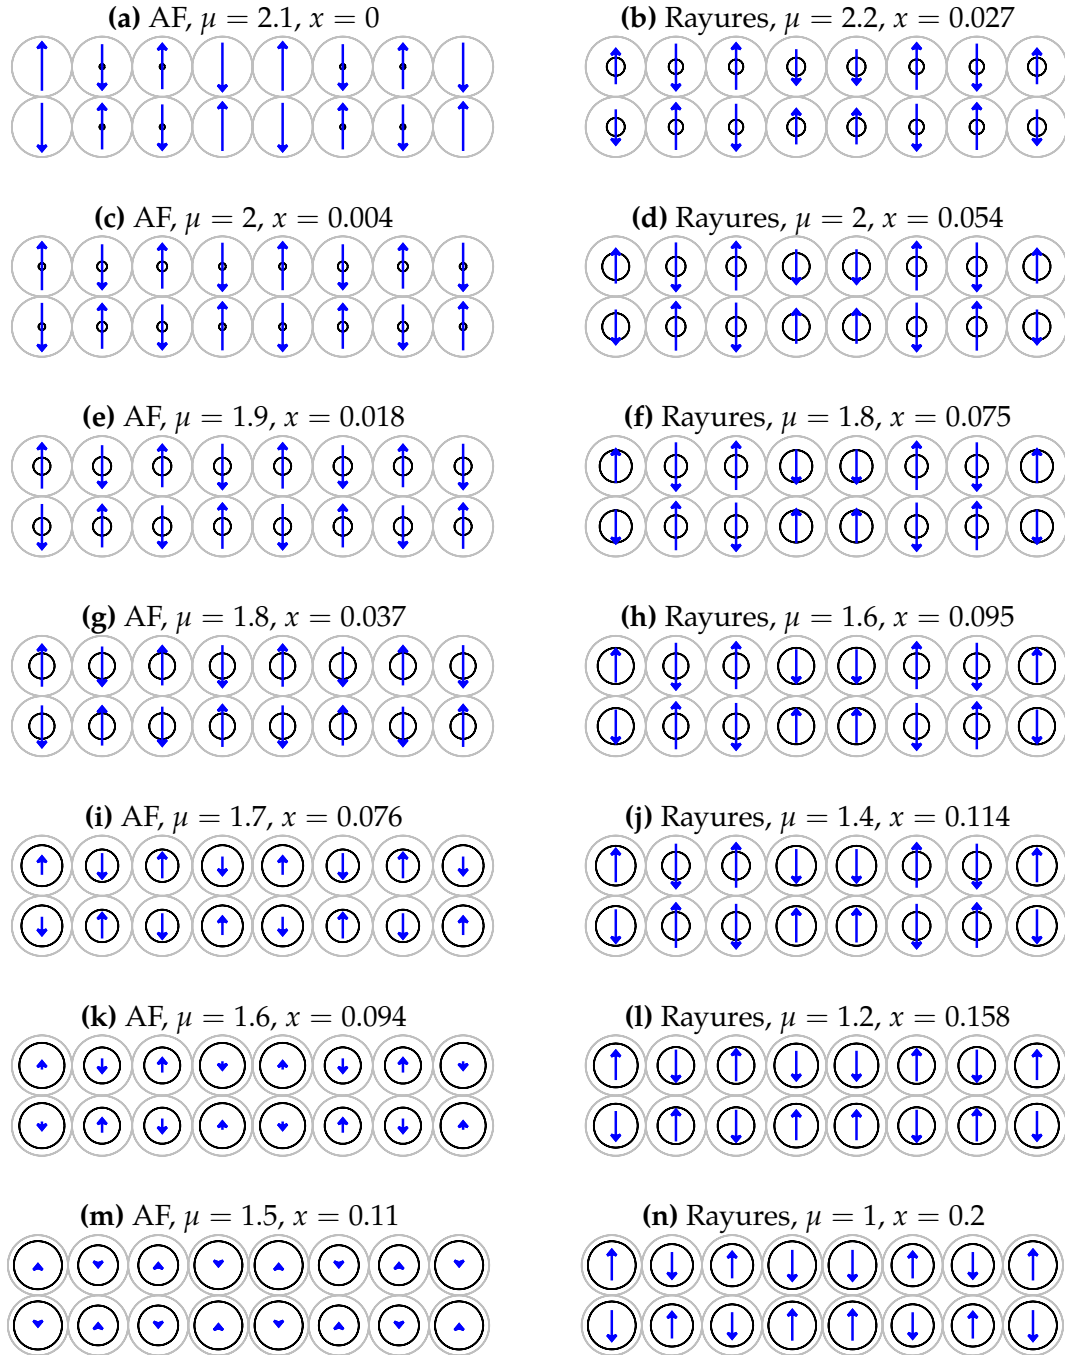 (a) AF, μ = 2.1, x = 0
(b) Rayures, μ = 2.2, x = 0.027
(c) AF, μ = 2, x = 0.004
(d) Rayures, μ = 2, x = 0.054
(e) AF, μ = 1.9, x = 0.018
(f) Rayures, μ = 1.8, x = 0.075
(g) AF, μ = 1.8, x = 0.037
(h) Rayures, μ = 1.6, x = 0.095
(i) AF, μ = 1.7, x = 0.076
(j) Rayures, μ = 1.4, x = 0.114
(k) AF, μ = 1.6, x = 0.094
(l) Rayures, μ = 1.2, x = 0.158
(m) AF, μ = 1.5, x = 0.11
(n) Rayures, μ = 1, x = 0.2